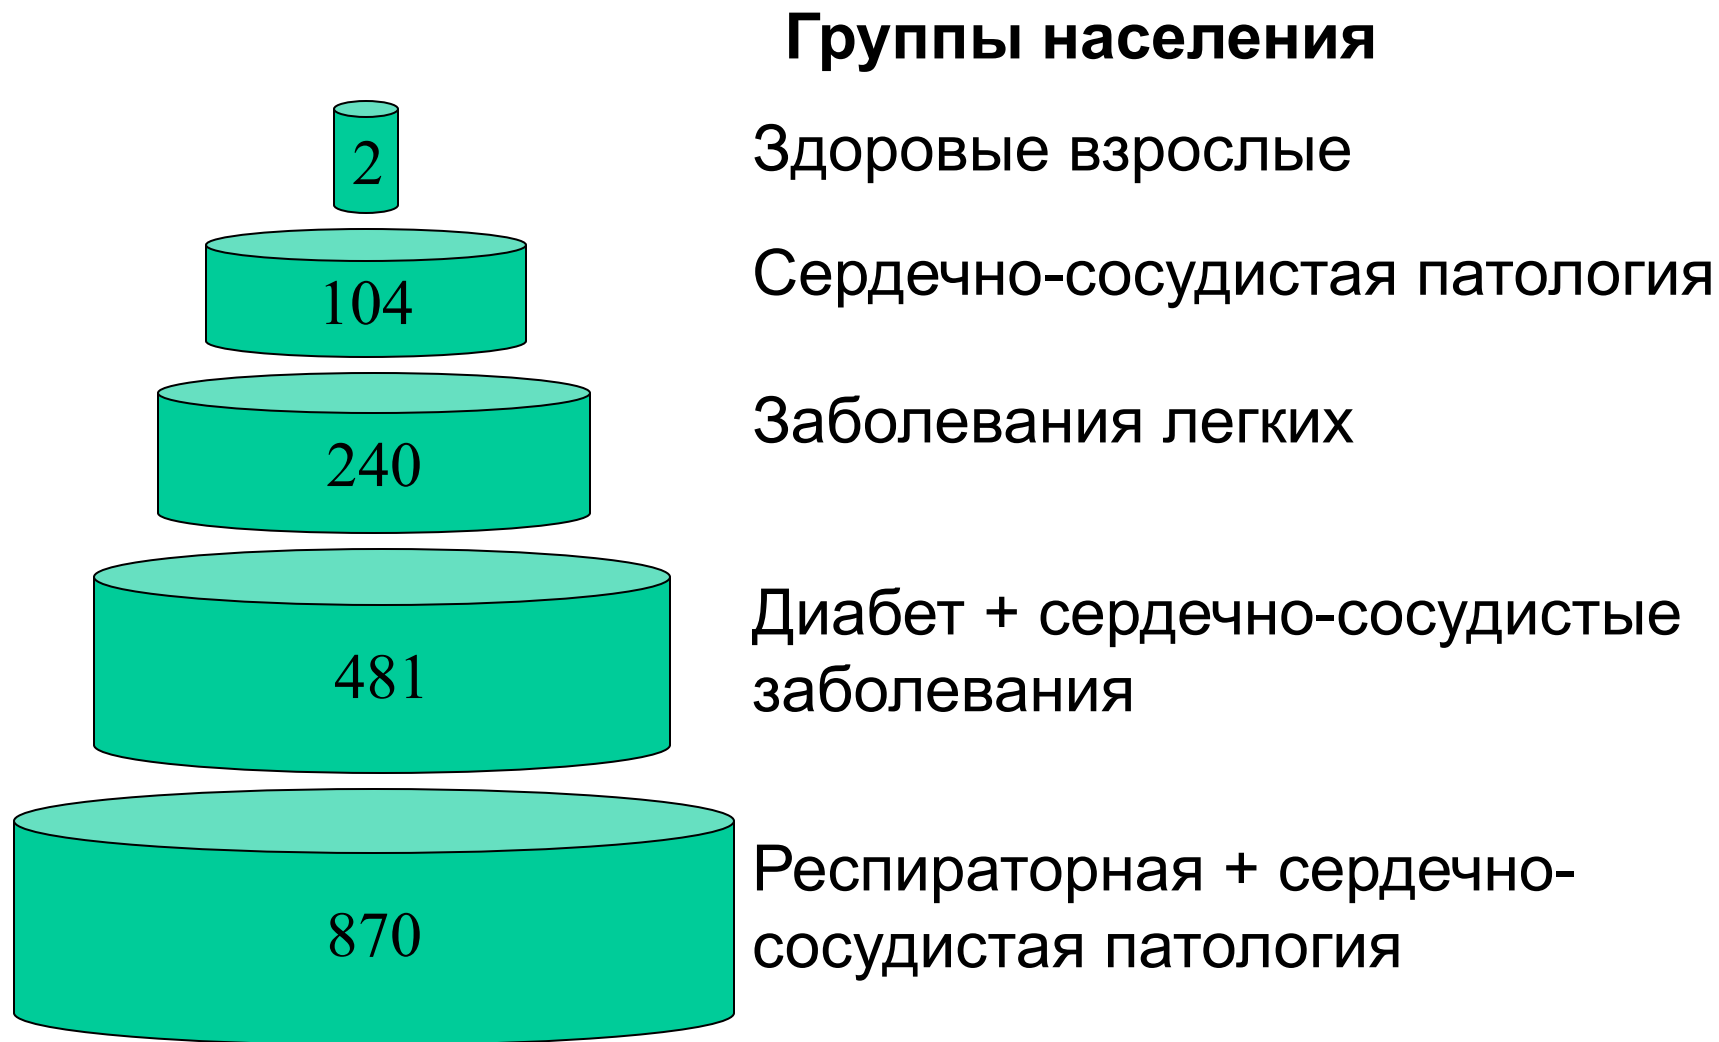 Группы населения
2
Здоровые взрослые
104
Сердечно-сосудистая патология
240
Заболевания легких
481
Диабет + сердечно-сосудистые
заболевания
870
Респираторная + сердечно-
сосудистая патология